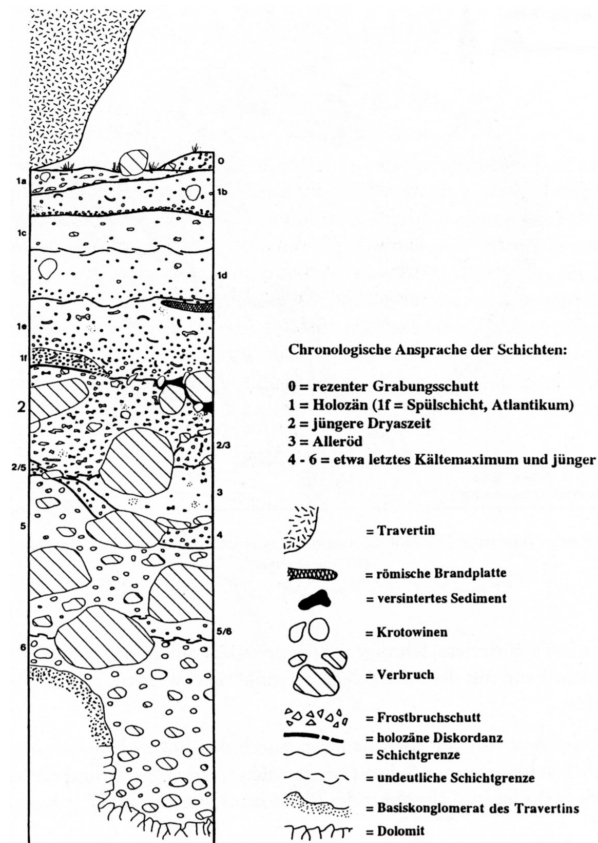 0
1a
1b
1c
1d
1e
1f
2
2/3
2/5
3
5
4
5/6
6
Chronologische Ansprache der Schichten:
0 = rezenter Grabungsschutt
1 = Holozän (1f = Spülschicht, Atlantikum)
2 = jüngere Dryaszeit
3 = Alleröd
4 - 6 = etwa letztes Kältemaximum und jünger
= Travertin
= römische Brandplatte
= versintertes Sediment
= Krotowinen
= Verbruch
= Frostbruchschutt
= holozäne Diskordanz
= Schichtgrenze
= undeutliche Schichtgrenze
= Basiskonglomerat des Travertins
= Dolomit